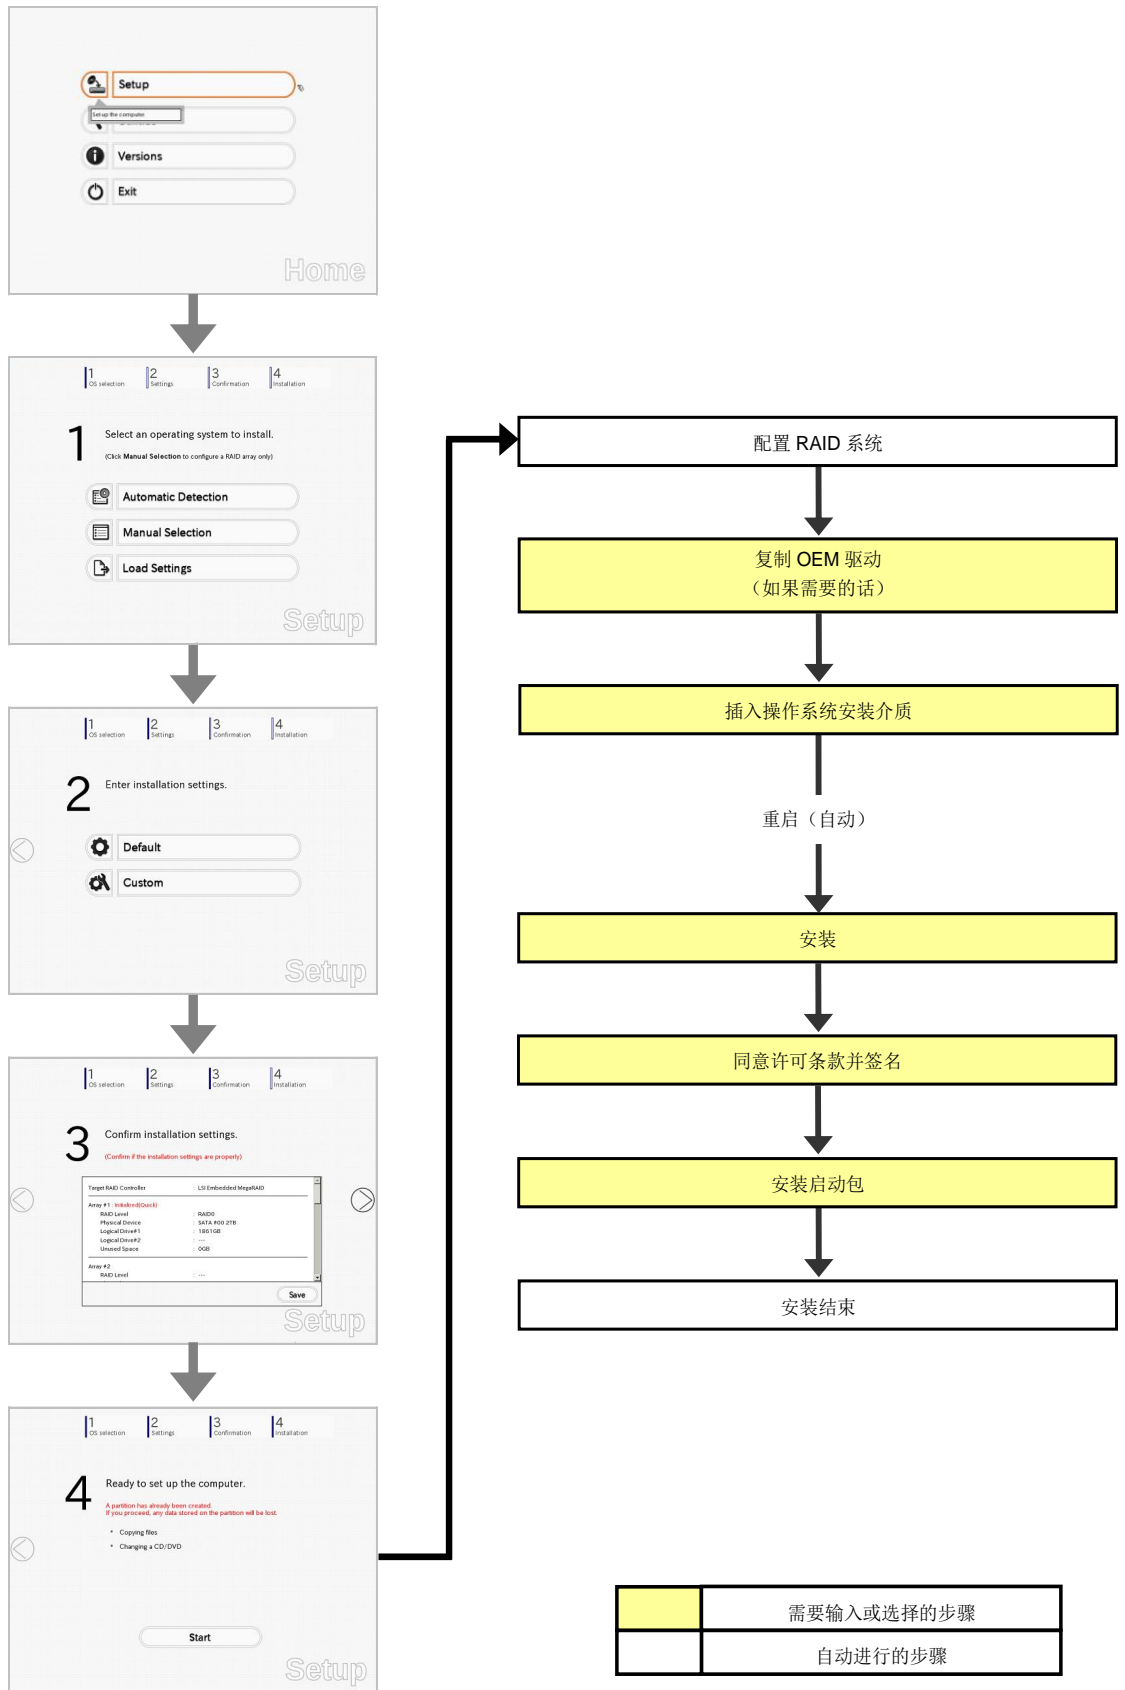 Setup
Set up the computer
Versions
Exit
Home
1
OS selection
2
Settings
3
Confirmation
4
Installation
1
Select an operating system to install.
(Click Manual Selection to configure a RAID array only)
Automatic Detection
Manual Selection
Load Settings
Setup
1
OS selection
2
Settings
3
Confirmation
4
Installation
2
Enter installation settings.
Default
Custom
Setup
1
OS selection
2
Settings
3
Confirmation
4
Installation
3
Confirm installation settings.
(Confirm if the installation settings are properly)
Target RAID Controller : LSI Embedded MegaRAID
Array #1 : Initialized(Quick)
RAID Level : RAID0
Physical Device : SATA #00 2TB
Logical Drive#1 : 1861GB
Logical Drive#2 : ---
Unused Space : 0GB
Array #2
RAID Level : ---
Save
Setup
1
OS selection
2
Settings
3
Confirmation
4
Installation
4
Ready to set up the computer.
A partition has already been created.
If you proceed, any data stored on the partition will be lost.
* Copying files
* Changing a CD/DVD
Start
Setup
配置 RAID 系统
复制 OEM 驱动
（如果需要的话）
插入操作系统安装介质
重启（自动）
安装
同意许可条款并签名
安装启动包
安装结束
需要输入或选择的步骤
自动进行的步骤